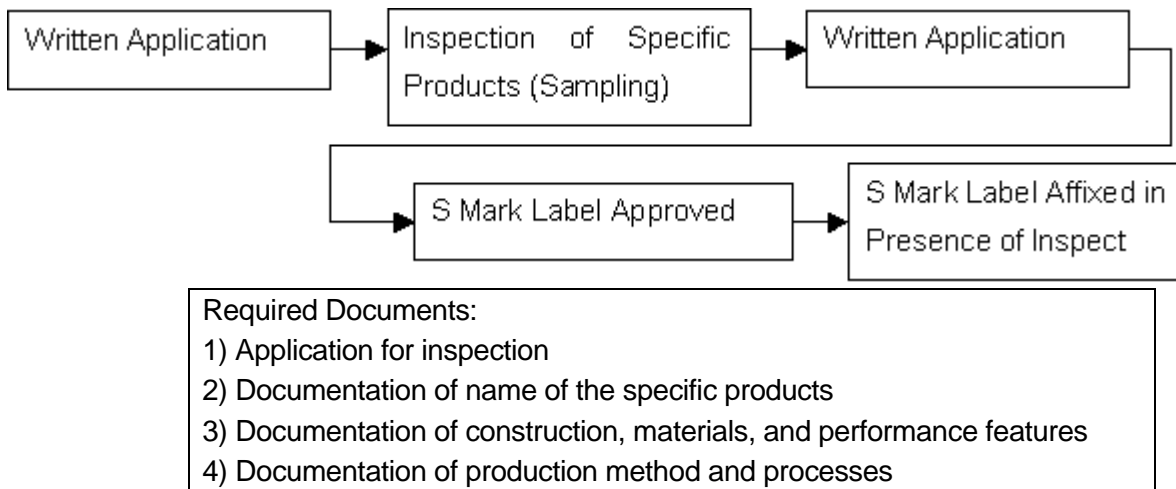 Written Application
Inspection of Specific
Products (Sampling)
Written Application
S Mark Label Approved
S Mark Label Affixed in
Presence of Inspect
Required Documents:
1) Application for inspection
2) Documentation of name of the specific products
3) Documentation of construction, materials, and performance features
4) Documentation of production method and processes